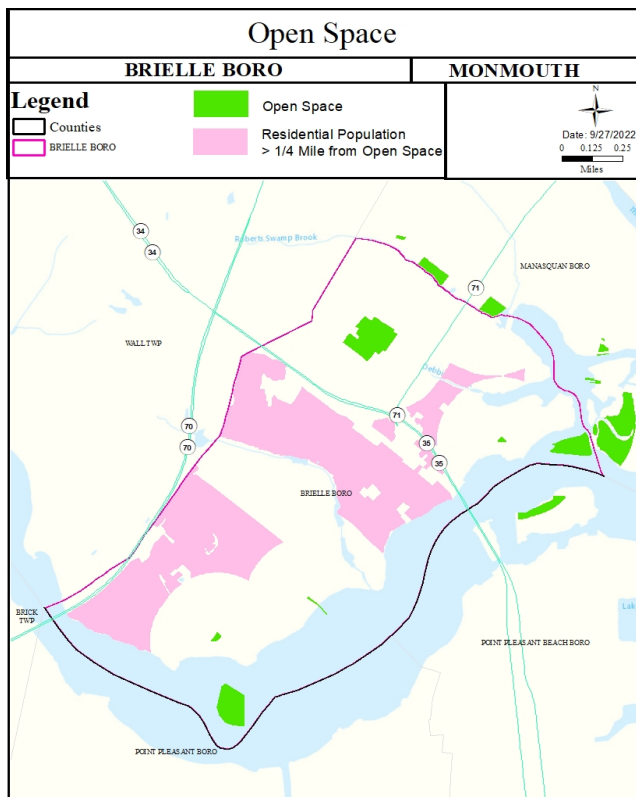 Open Space
BRIELLE BORO
MONMOUTH
Legend
Counties
BRIELLE BORO
Open Space
Residential Population
> 1/4 Mile from Open Space
N
Date: 9/27/2022
0 0.125 0.25
Miles
34
34
Roberts Swamp Brook
MANASQUAN BORO
71
WALL TWP
Debbi
71
70
70
35
35
BRIELLE BORO
BRICK
TWP
Lak
POINT PLEASANT BEACH BORO
POINT PLEASANT BORO